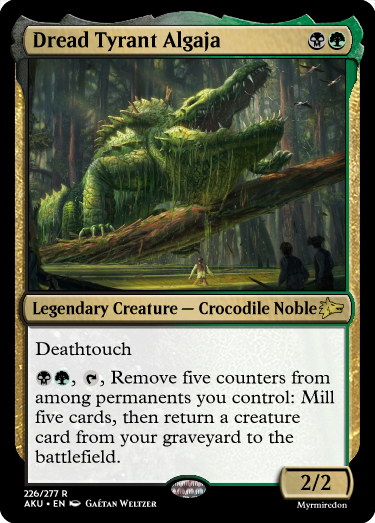 Dread Tyrant Algaja
Legendary Creature — Crocodile Noble
Deathtouch
, , Remove five counters from
among permanents you control: Mill
five cards, then return a creature
card from your graveyard to the
battlefield.
2/2
226/277 R
AKU • EN Gaétan Weltzer
Myrmiredon